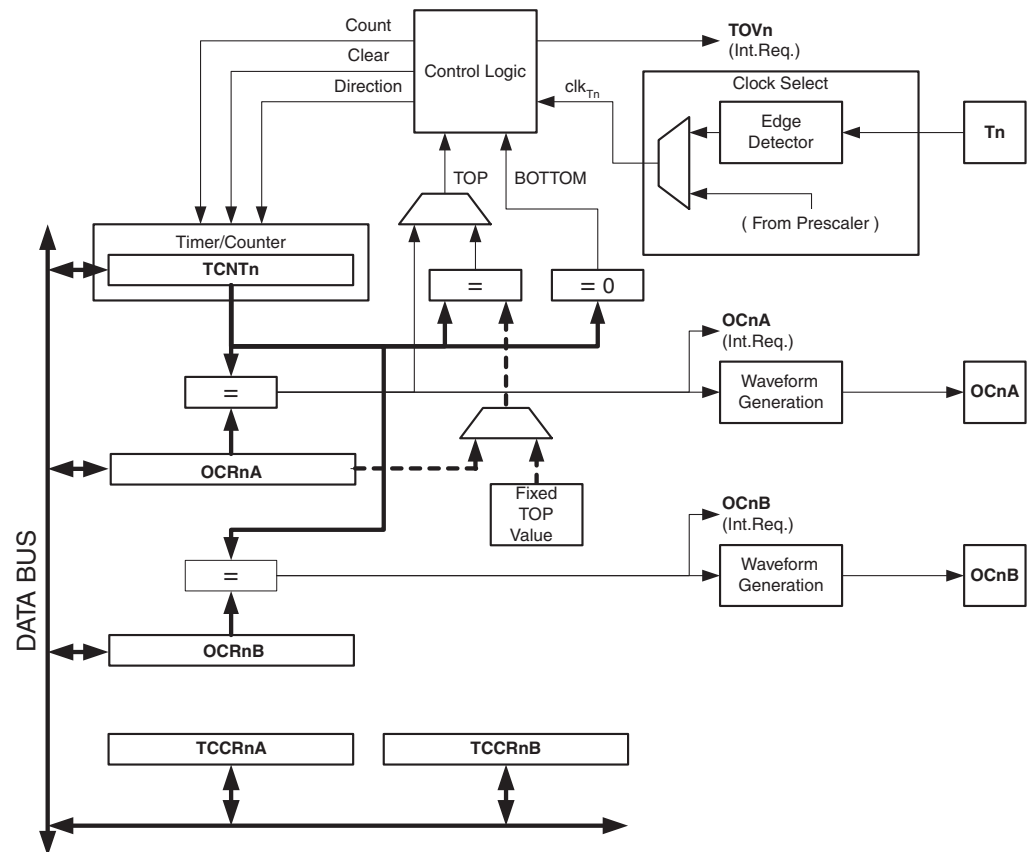 Count
Clear
Direction
Control Logic
TOVn
(Int.Req.)
clkTn
Clock Select
Edge
Detector
Tn
( From Prescaler )
TOP
BOTTOM
Timer/Counter
TCNTn
=
= 0
OCnA
(Int.Req.)
=
Waveform
Generation
OCnA
OCRnA
Fixed
TOP
Value
OCnB
(Int.Req.)
=
Waveform
Generation
OCnB
OCRnB
DATA BUS
TCCRnA
TCCRnB